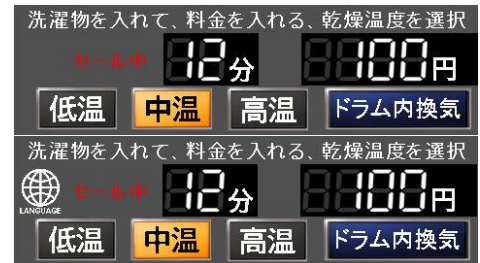 洗濯物を入れて、料金を入れる、乾燥温度を選択
セール中 12分 100円
低温 中温 高温 ドラム内換気
洗濯物を入れて、料金を入れる、乾燥温度を選択
LANGUAGE セール中 12分 100円
低温 中温 高温 ドラム内換気